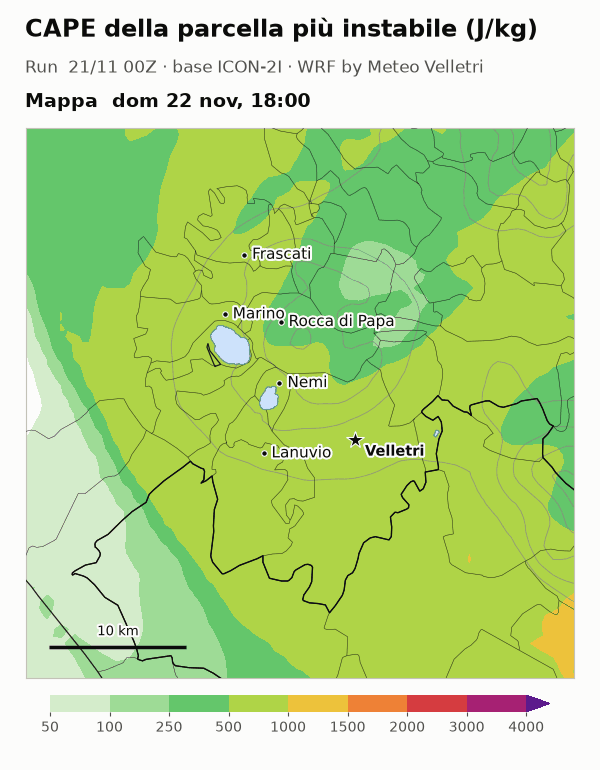 CAPE della parcella più instabile (J/kg)
Run  21/11 00Z · base ICON-2I · WRF by Meteo Velletri
Mappa  dom 22 nov, 18:00
Frascati
Marino
Rocca di Papa
Nemi
Velletri
Lanuvio
10 km
50 100 250 500 1000 1500 2000 3000 4000